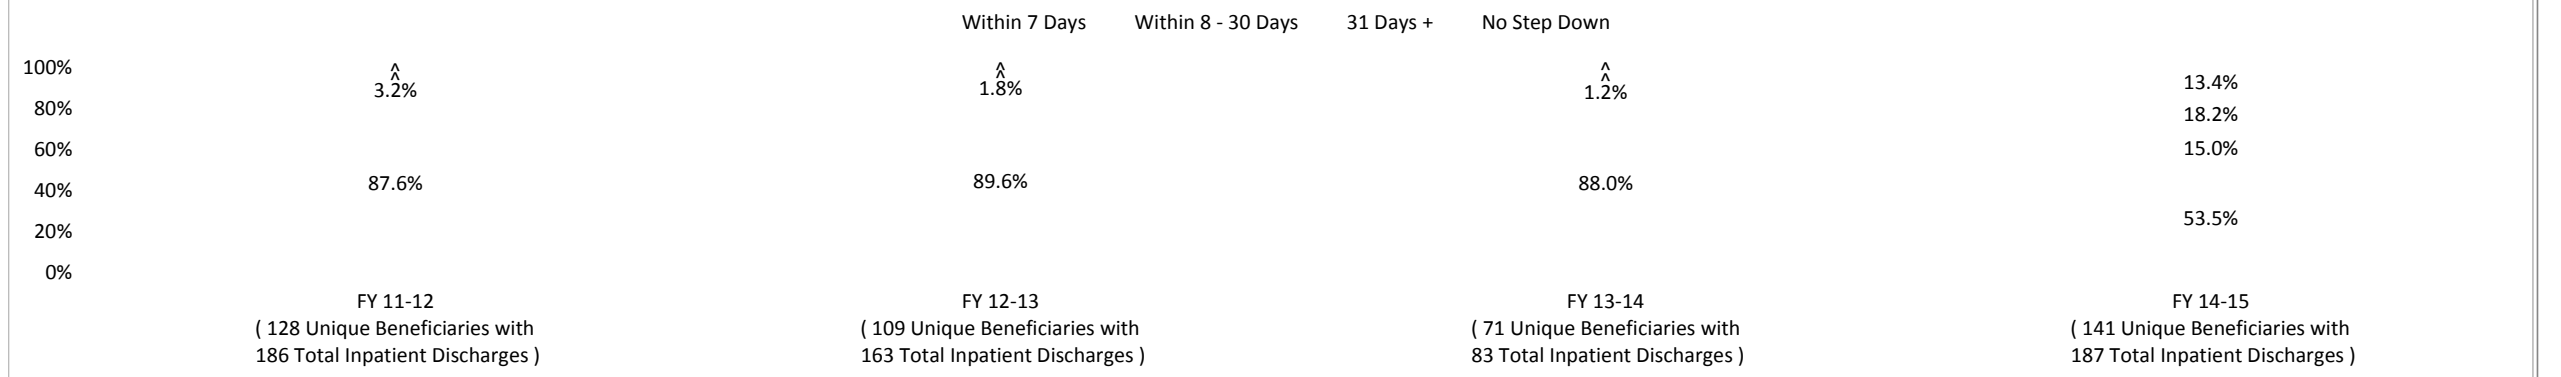 Within 7 Days Within 8 - 30 Days 31 Days + No Step Down
100%
80%
60%
40%
20%
0%
^
^
3.2%
87.6%
^
^
1.8%
89.6%
^
^
1.2%
88.0%
13.4%
18.2%
15.0%
53.5%
FY 11-12
( 128 Unique Beneficiaries with
186 Total Inpatient Discharges )
FY 12-13
( 109 Unique Beneficiaries with
163 Total Inpatient Discharges )
FY 13-14
( 71 Unique Beneficiaries with
83 Total Inpatient Discharges )
FY 14-15
( 141 Unique Beneficiaries with
187 Total Inpatient Discharges )